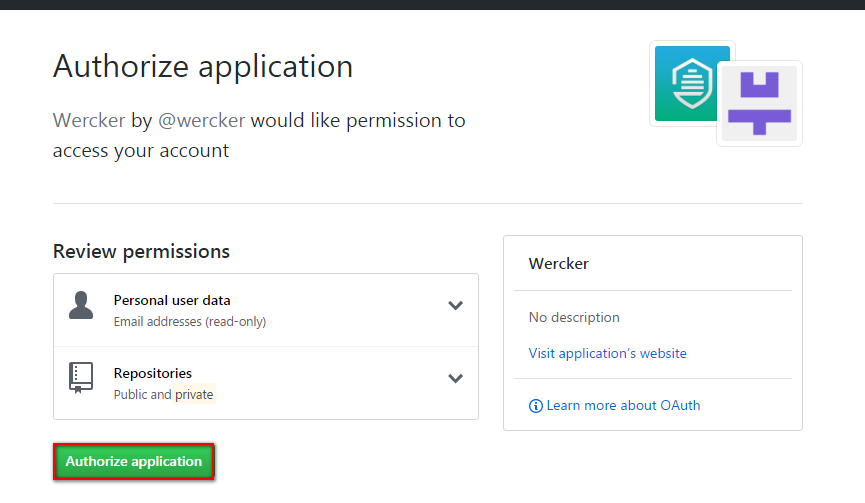 Authorize application
Wercker by @wercker would like permission to
access your account
Review permissions
Personal user data
Email addresses (read-only)
Repositories
Public and private
Authorize application
Wercker
No description
Visit application's website
Learn more about OAuth